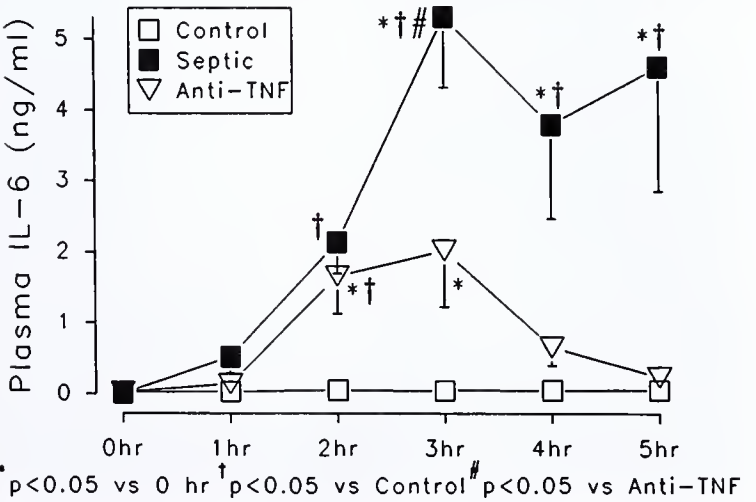 Plasma IL-6 (ng/ml)
5
4
3
2
1
0
Control
Septic
Anti-TNF
*†#
*†
*†
†
*†
*
0hr 1hr 2hr 3hr 4hr 5hr
*p<0.05 vs 0 hr †p<0.05 vs Control #p<0.05 vs Anti-TNF